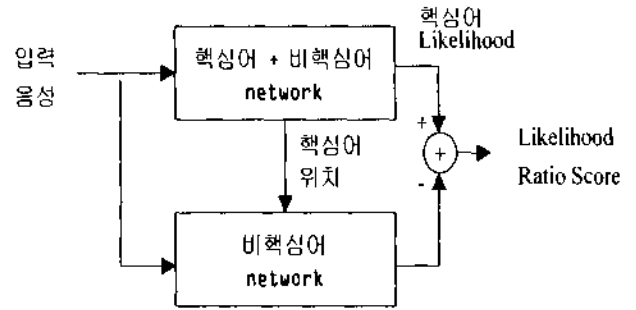 핵심어
Likelihood
입력
음성
핵심어 + 비핵심어
network
핵심어
위치
+
+
-
Likelihood
Ratio Score
비핵심어
network